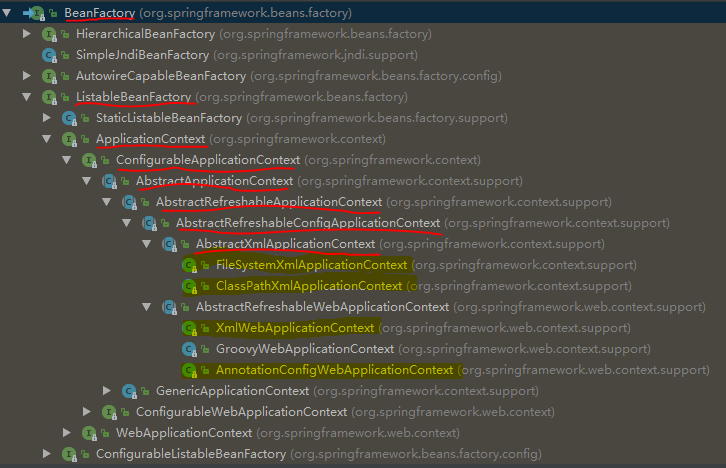 BeanFactory (org.springframework.beans.factory)
HierarchicalBeanFactory (org.springframework.beans.factory)
SimpleJndiBeanFactory (org.springframework.jndi.support)
AutowireCapableBeanFactory (org.springframework.beans.factory.config)
ListableBeanFactory (org.springframework.beans.factory)
StaticListableBeanFactory (org.springframework.beans.factory.support)
ApplicationContext (org.springframework.context)
ConfigurableApplicationContext (org.springframework.context)
AbstractApplicationContext (org.springframework.context.support)
AbstractRefreshableApplicationContext (org.springframework.context.support)
AbstractRefreshableConfigApplicationContext (org.springframework.context.support)
AbstractXmlApplicationContext (org.springframework.context.support)
FileSystemXmlApplicationContext (org.springframework.context.support)
ClassPathXmlApplicationContext (org.springframework.context.support)
AbstractRefreshableWebApplicationContext (org.springframework.web.context.support)
XmlWebApplicationContext (org.springframework.web.context.support)
GroovyWebApplicationContext (org.springframework.web.context.support)
AnnotationConfigWebApplicationContext (org.springframework.web.context.support)
GenericApplicationContext (org.springframework.context.support)
ConfigurableWebApplicationContext (org.springframework.web.context)
WebApplicationContext (org.springframework.web.context)
ConfigurableListableBeanFactory (org.springframework.beans.factory.config)